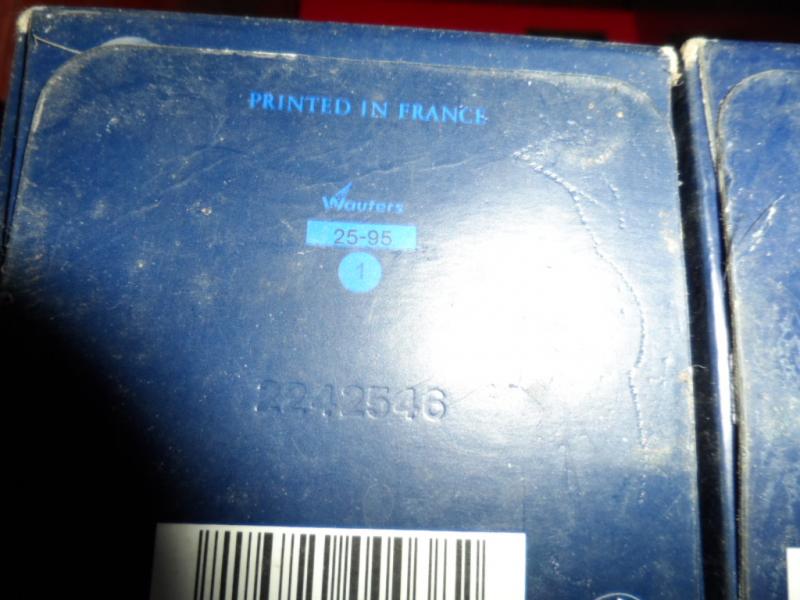 PRINTED IN FRANCE
Wauters
25-95
1
2242546